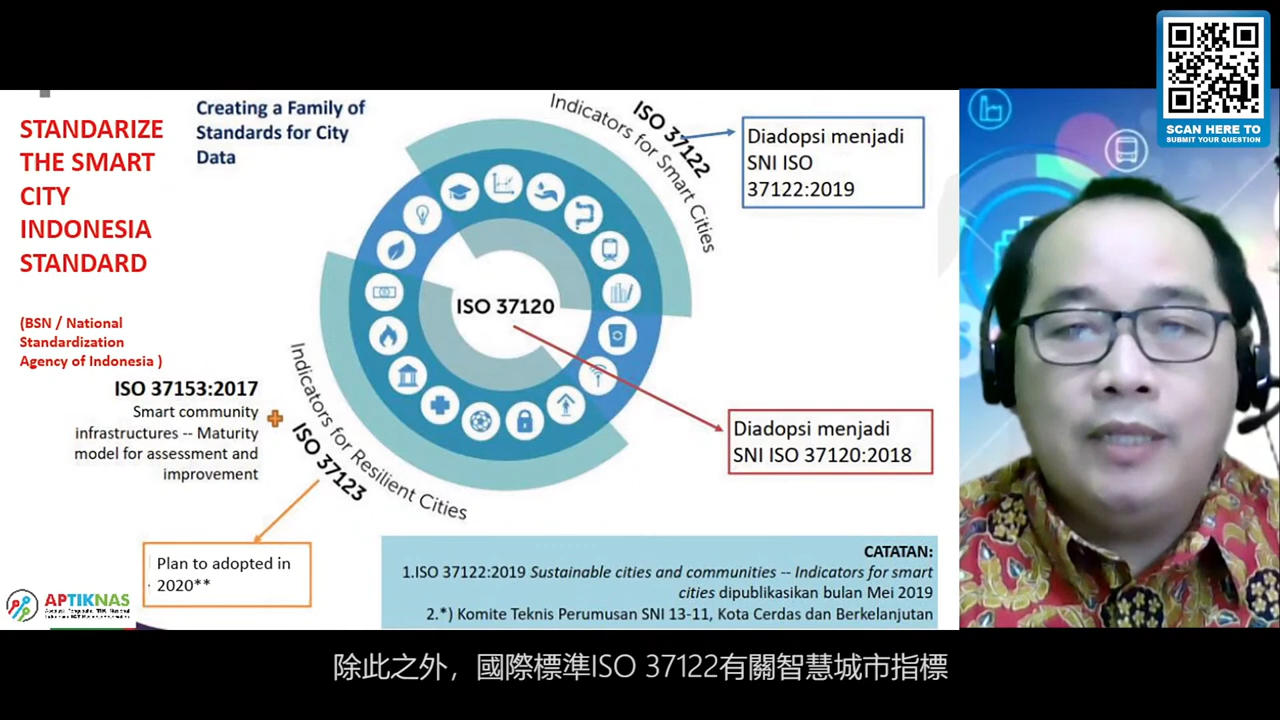 SCAN HERE TO
SUBMIT YOUR QUESTION
STANDARIZE
THE SMART
CITY
INDONESIA
STANDARD
(BSN / National
Standardization
Agency of Indonesia )
Creating a Family of
Standards for City
Data
ISO 37122
Indicators for Smart Cities
Diadopsi menjadi
SNI ISO
37122:2019
ISO 37120
Diadopsi menjadi
SNI ISO 37120:2018
ISO 37153:2017
Smart community
infrastructures -- Maturity
model for assessment and
improvement
Indicators for Resilient Cities
ISO 37123
Plan to adopted in
2020**
CATATAN:
1.ISO 37122:2019 Sustainable cities and communities -- Indicators for smart
cities dipublikasikan bulan Mei 2019
2.*) Komite Teknis Perumusan SNI 13-11, Kota Cerdas dan Berkelanjutan
APTIKNAS
除此之外，國際標準ISO 37122有關智慧城市指標